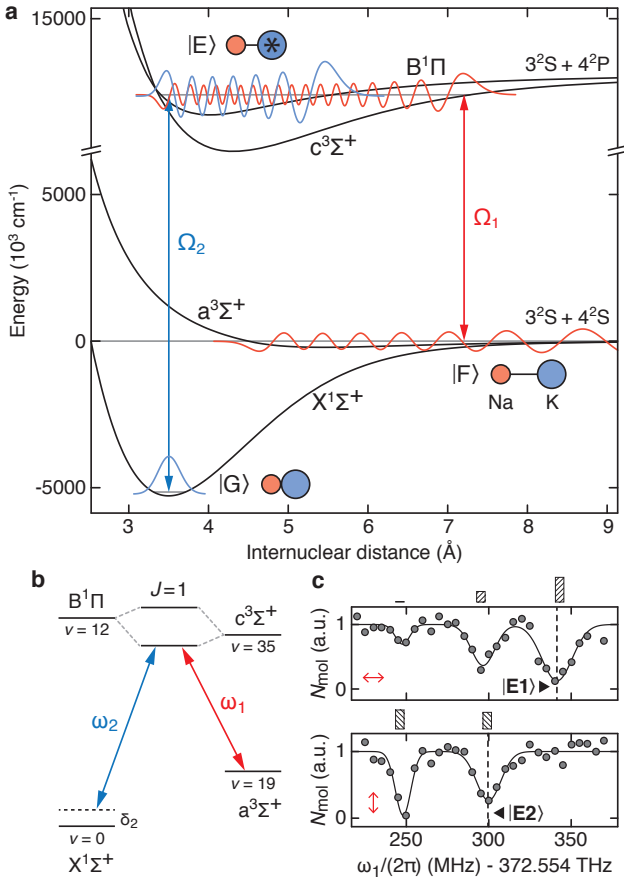 a
15000
5000
0
-5000
Energy (10³ cm⁻¹)
|E⟩
*
B¹Π
3²S + 4²P
c³Σ⁺
Ω₂
Ω₁
a³Σ⁺
3²S + 4²S
X¹Σ⁺
|F⟩
Na K
|G⟩
3 4 5 6 7 8 9
Internuclear distance (Å)
b
B¹Π
J = 1
c³Σ⁺
v = 12
v = 35
ω₂
ω₁
v = 19
a³Σ⁺
δ₂
v = 0
X¹Σ⁺
c
1
0
N_mol (a.u.)
|E1⟩
1
0
N_mol (a.u.)
|E2⟩
250 300 350
ω₁/(2π) (MHz) - 372.554 THz